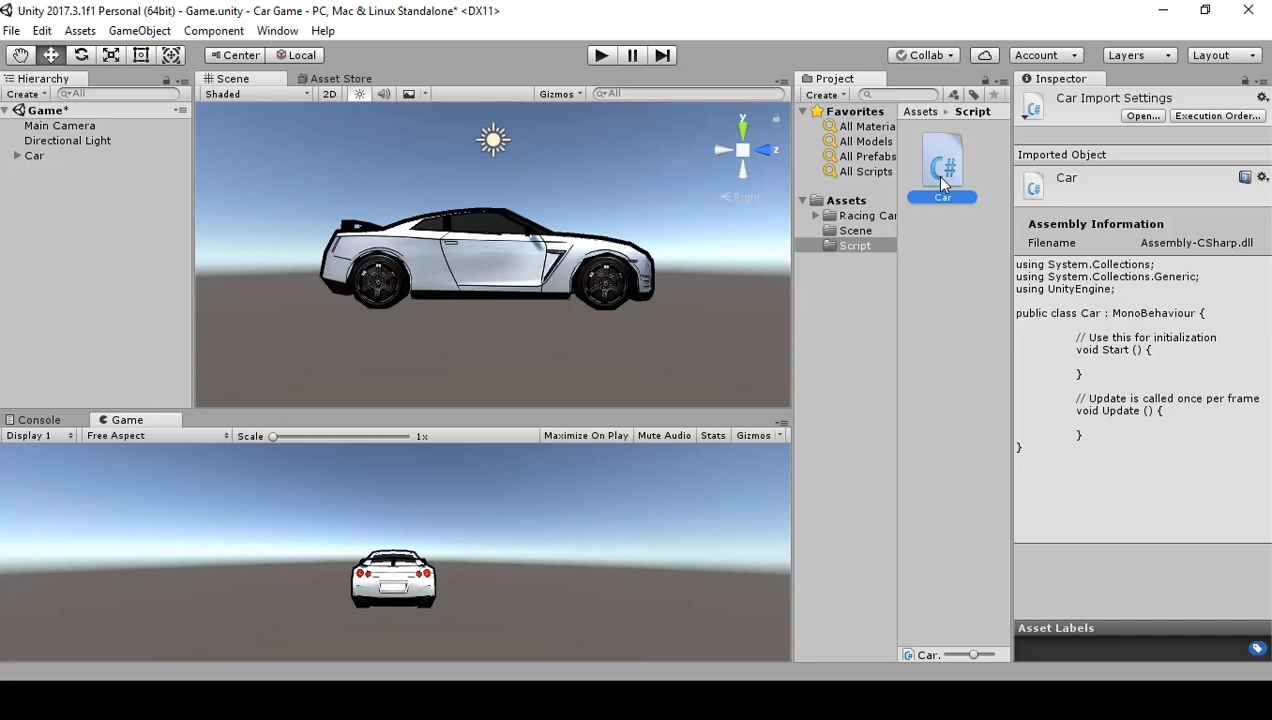 Unity 2017.3.1f1 Personal (64bit) - Game.unity - Car Game - PC, Mac & Linux Standalone* <DX11>
File Edit Assets GameObject Component Window Help
Center Local Collab Account Layers Layout
Hierarchy
Create All
Game*
Main Camera
Directional Light
Car
Scene Asset Store
Shaded 2D Gizmos All
y
z
Right
Console Game
Display 1 Free Aspect Scale 1x Maximize On Play Mute Audio Stats Gizmos
Project
Create
Favorites
All Materia
All Models
All Prefabs
All Scripts
Assets
Racing Car
Scene
Script
Assets Script
C#
Car
Car.
Inspector
Car Import Settings
Open... Execution Order...
Imported Object
Car
Assembly Information
Filename Assembly-CSharp.dll
using System.Collections;
using System.Collections.Generic;
using UnityEngine;
public class Car : MonoBehaviour {
// Use this for initialization
void Start () {
}
// Update is called once per frame
void Update () {
}
}
Asset Labels